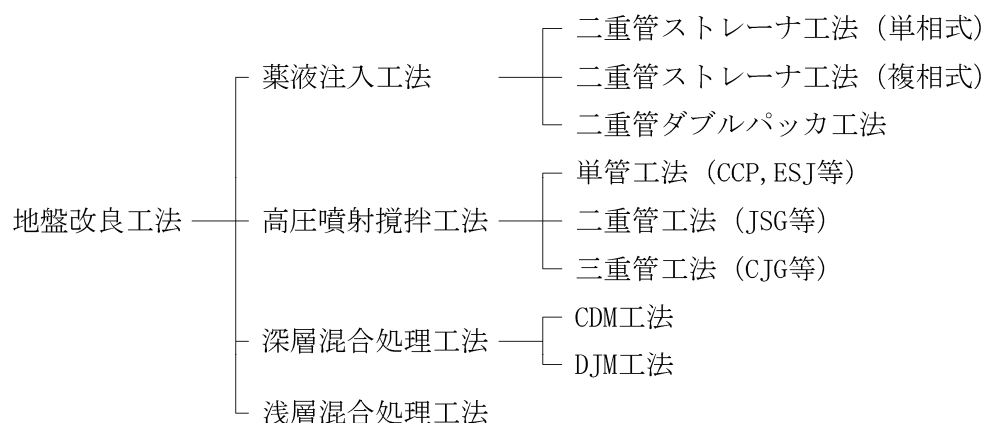 地盤改良工法
薬液注入工法
二重管ストレーナ工法（単相式）
二重管ストレーナ工法（複相式）
二重管ダブルパッカ工法
高圧噴射撹拌工法
単管工法（CCP,ESJ等）
二重管工法（JSG等）
三重管工法（CJG等）
深層混合処理工法
CDM工法
DJM工法
浅層混合処理工法